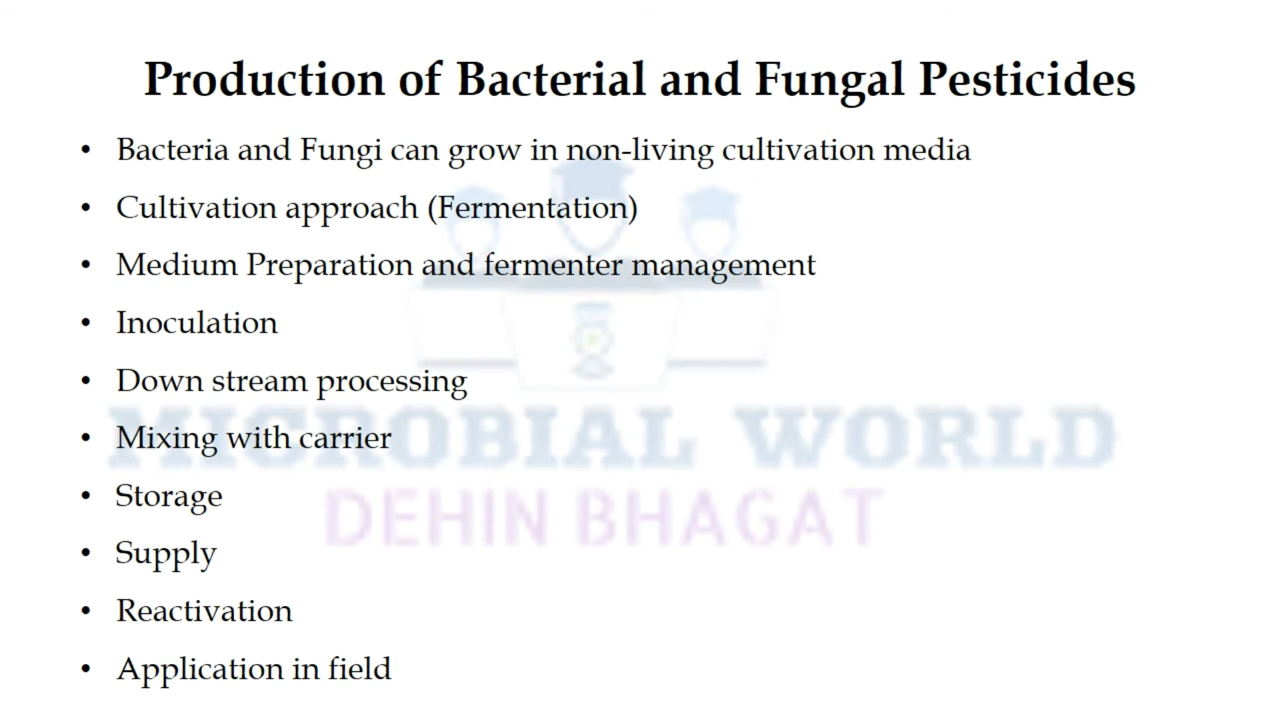 Production of Bacterial and Fungal Pesticides
• Bacteria and Fungi can grow in non-living cultivation media
• Cultivation approach (Fermentation)
• Medium Preparation and fermenter management
• Inoculation
• Down stream processing
• Mixing with carrier
MICROBIAL WORLD
• Storage
DEHIN BHAGAT
• Supply
• Reactivation
• Application in field